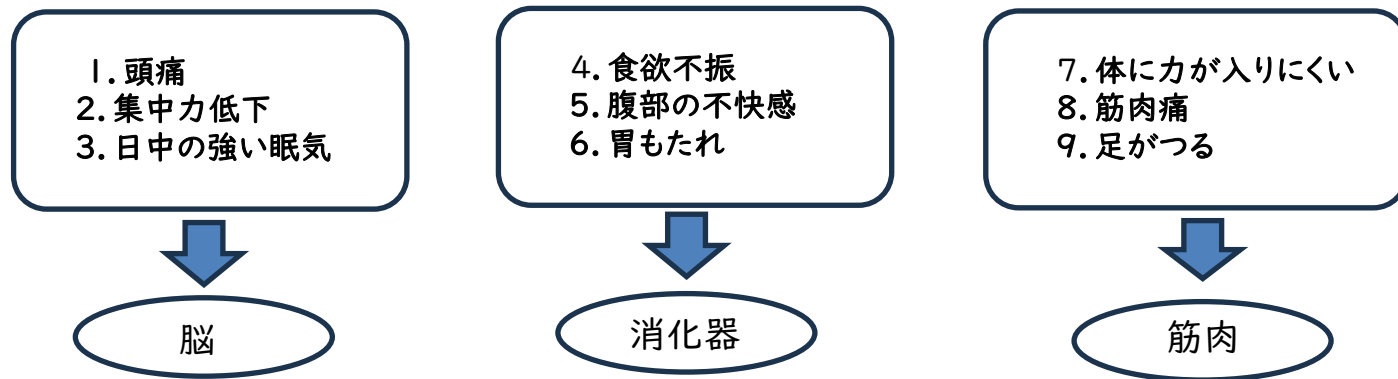 1.頭痛
2.集中力低下
3.日中の強い眠気
脳
4.食欲不振
5.腹部の不快感
6.胃もたれ
消化器
7.体に力が入りにくい
8.筋肉痛
9.足がつる
筋肉